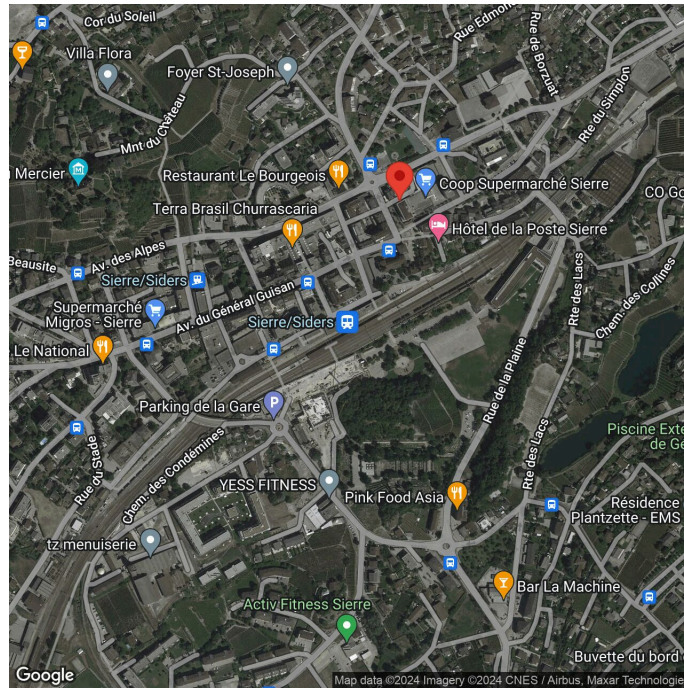 Cor du Soleil
Villa Flora
Rue Edmond
Rue de Borzuat
Foyer St-Joseph
Mnt du Château
Rte du Simplon
Mercier
Restaurant Le Bourgeois
Coop Supermarché Sierre
Terra Brasil Churrascaria
CO Go
Hôtel de la Poste Sierre
Beausite
Av. des Alpes
Sierre/Siders
Rte des Lacs
Chem. des Collines
Supermarché
Migros - Sierre
Av. du Général Guisan
Sierre/Siders
Le National
Rue de la Plaine
Parking de la Gare
P
Piscine Exté
de Gé
Rue du Stade
Chem. des Condémines
Rte des Lacs
YESS FITNESS
Pink Food Asia
Résidence
Plantzette - EMS
tz menuiserie
Bar La Machine
Activ Fitness Sierre
Buvette du bord
Google
Map data ©2024 Imagery ©2024 CNES / Airbus, Maxar Technologie